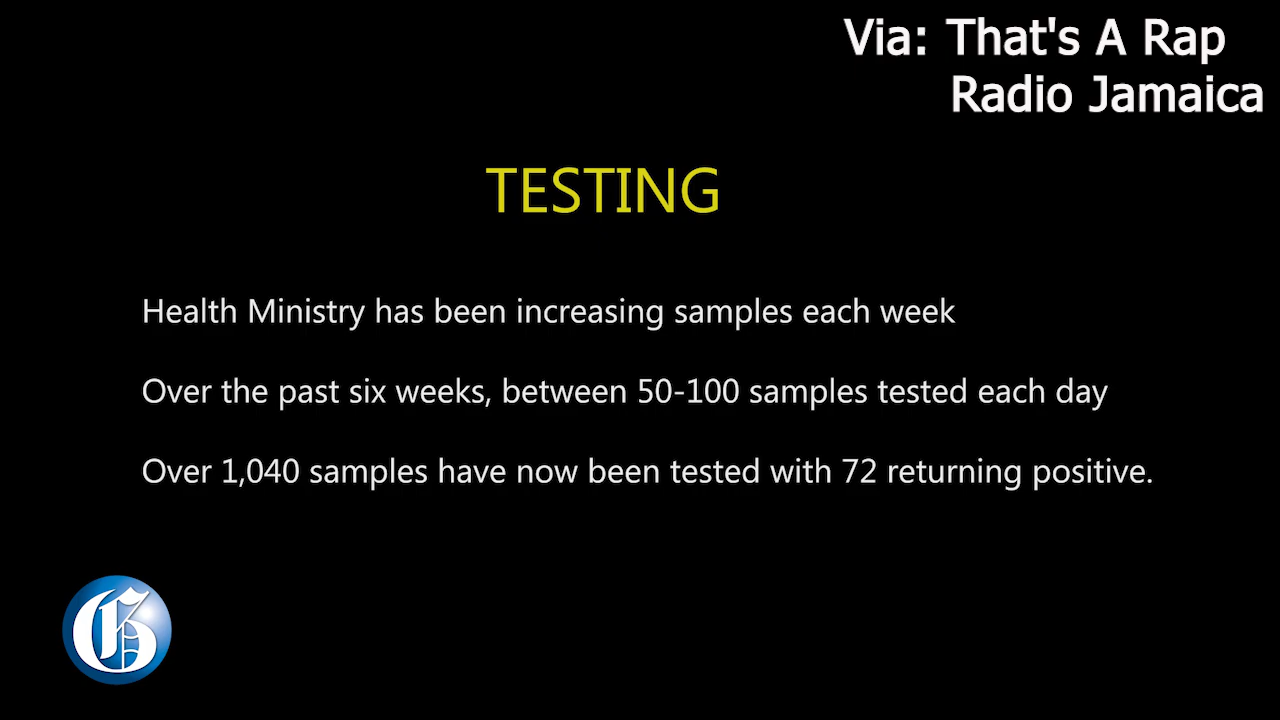 Via: That's A Rap
Radio Jamaica
TESTING
Health Ministry has been increasing samples each week
Over the past six weeks, between 50-100 samples tested each day
Over 1,040 samples have now been tested with 72 returning positive.
G